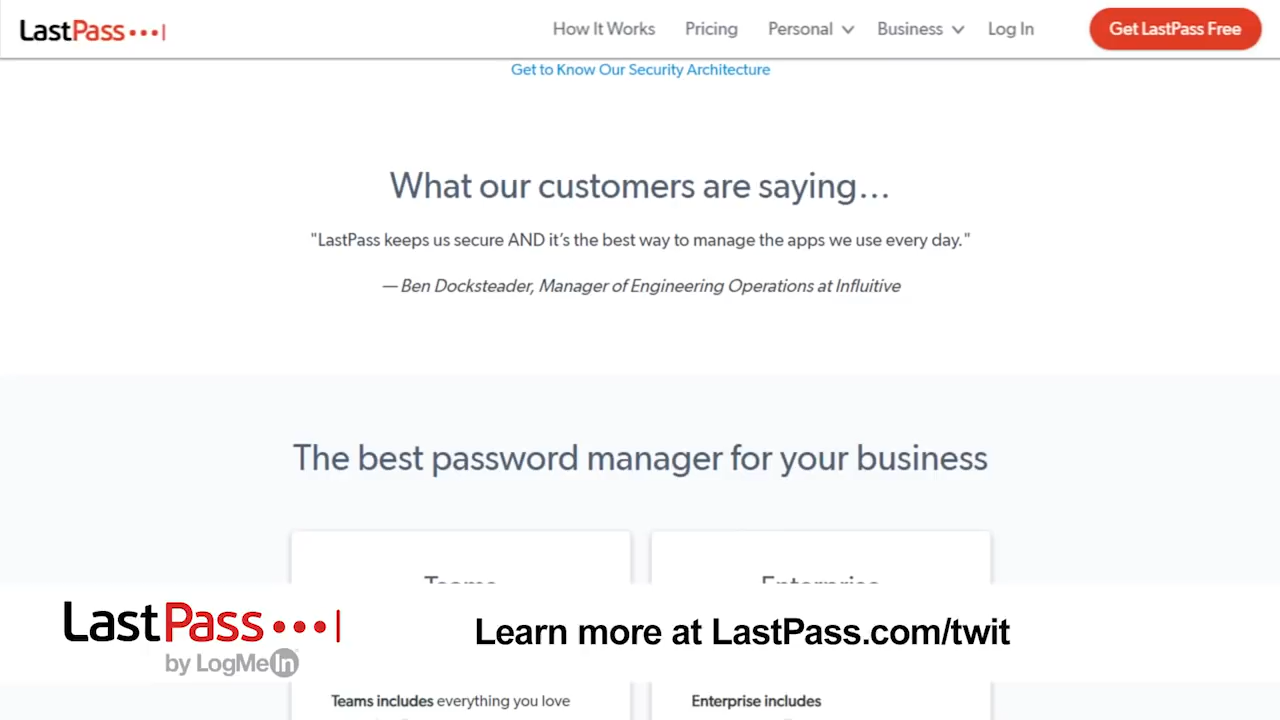 LastPass
How It Works
Pricing
Personal
Business
Log In
Get LastPass Free
Get to Know Our Security Architecture
What our customers are saying...
"LastPass keeps us secure AND it's the best way to manage the apps we use every day."
— Ben Docksteader, Manager of Engineering Operations at Influitive
The best password manager for your business
Teams
Enterprise
LastPass
by LogMeIn
Learn more at LastPass.com/twit
Teams includes everything you love
Enterprise includes